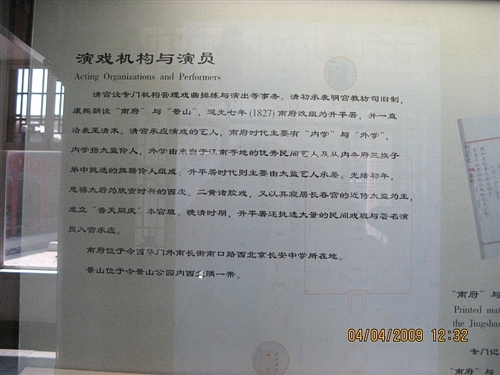 演戏机构与演员
Acting Organizations and Performers
清宫设专门机构管理戏曲排练与演出等事务。清初承袭明宫教坊司旧制，
康熙朝设“南府”与“景山”，道光七年(1827)南府改组为升平居，并一直
沿袭至清末。清宫承应演戏的艺人，南府时代主要有“内学”与“外学”，
内学指太监伶人，外学由来自于江南等地的优秀民间艺人及从内务府三旗子
弟中挑选的旗籍伶人组成；升平居时代则主要由太监艺人承差。光绪初年，
慈禧太后为欣赏时兴的西皮、二黄诸腔戏，又以其寝居长春宫的近侍太监为主，
成立“普天同庆”本宫班。晚清时期，升平居还挑选大量的民间戏班与著名演
员入宫承应。
南府位于今西华门外南长街南口路西北京长安中学所在地。
景山位于今景山公园内西北隅一带。
“南府”与
Printed mat
the Jingsha
专门记
“南府”与
04/04/2009 12:32